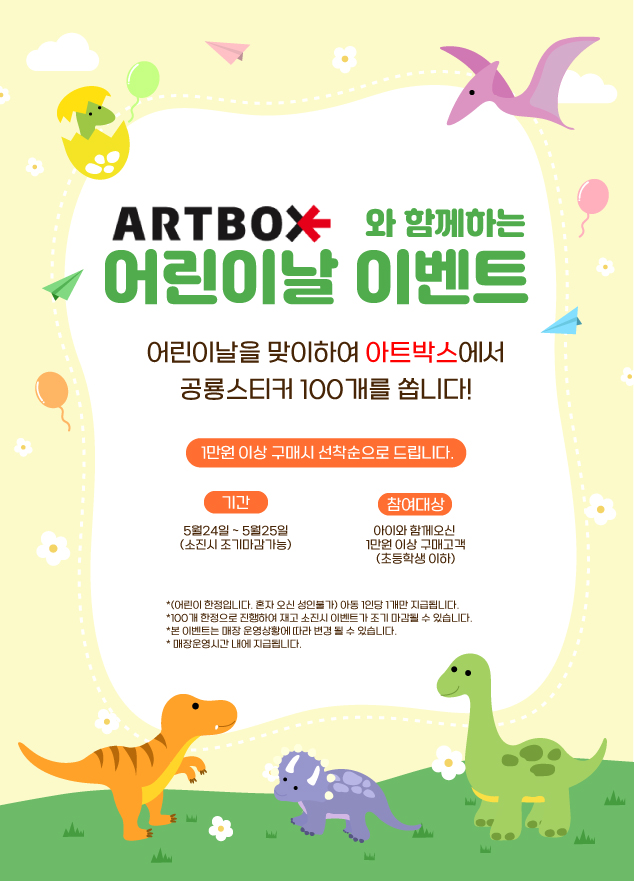 ARTBOX 와 함께하는
어린이날 이벤트
어린이날을 맞이하여 아트박스에서
공룡스티커 100개를 쏩니다!
1만원 이상 구매시 선착순으로 드립니다.
기간
5월24일 ~ 5월25일
(소진시 조기마감가능)
참여대상
아이와 함께오신
1만원 이상 구매고객
(초등학생 이하)
*(어린이 한정입니다. 혼자 오신 성인불가) 아동 1인당 1개만 지급됩니다.
*100개 한정으로 진행하여 재고 소진시 이벤트가 조기 마감될 수 있습니다.
*본 이벤트는 매장 운영상황에 따라 변경 될 수 있습니다.
* 매장운영시간 내에 지급됩니다.